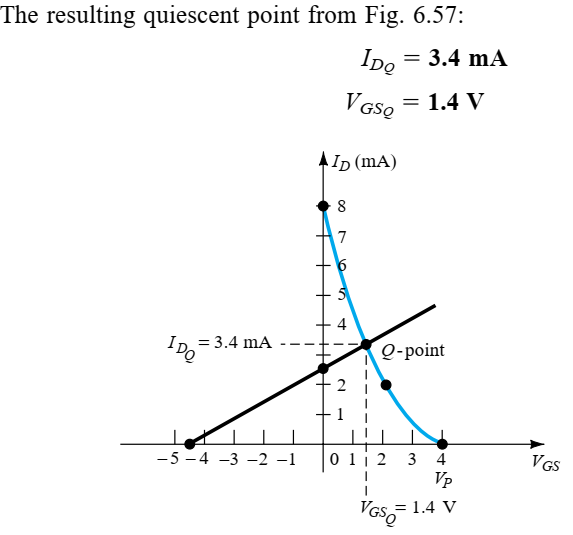 The resulting quiescent point from Fig. 6.57:
I_DQ = 3.4 mA
V_GSQ = 1.4 V
I_D (mA)
8
7
6
5
4
I_DQ = 3.4 mA
Q-point
2
1
–5 –4 –3 –2 –1 0 1 2 3 4 V_GS
V_P
V_GSQ = 1.4 V